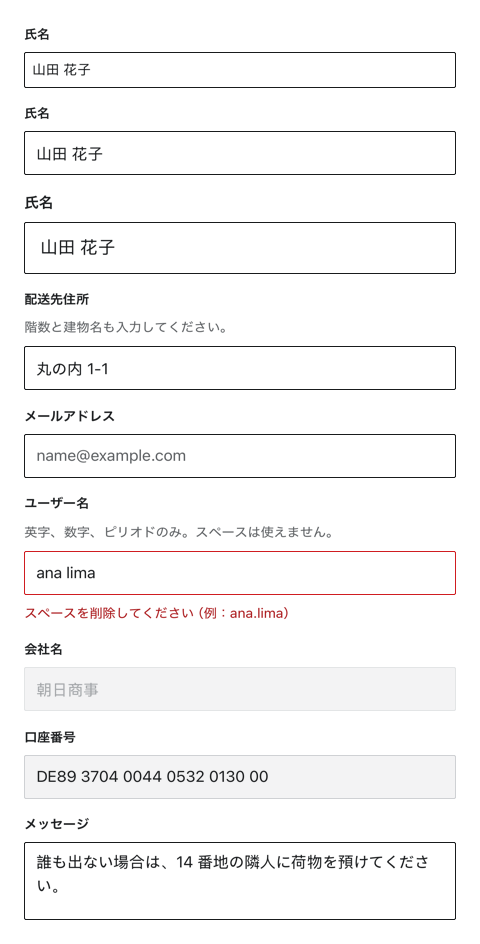 氏名
山田 花子
氏名
山田 花子
氏名
山田 花子
配送先住所
階数と建物名も入力してください。
丸の内 1-1
メールアドレス
name@example.com
ユーザー名
英字、数字、ピリオドのみ。スペースは使えません。
ana lima
スペースを削除してください（例：ana.lima）
会社名
朝日商事
口座番号
DE89 3704 0044 0532 0130 00
メッセージ
誰も出ない場合は、14 番地の隣人に荷物を預けてくださ
い。